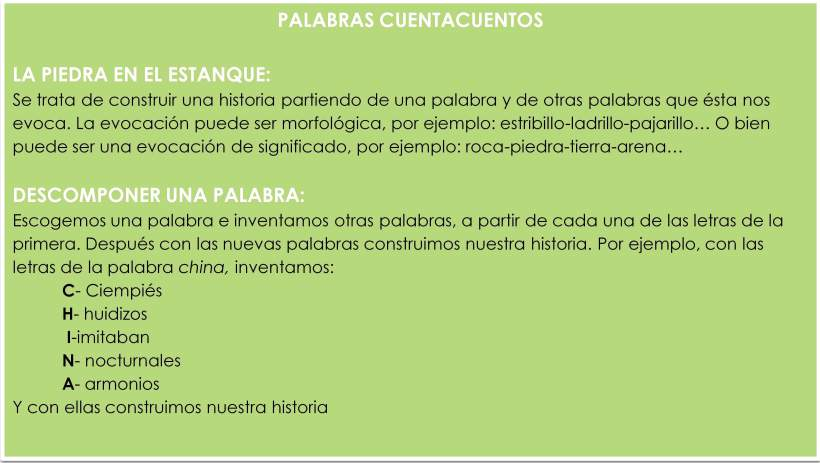 PALABRAS CUENTACUENTOS
LA PIEDRA EN EL ESTANQUE:
Se trata de construir una historia partiendo de una palabra y de otras palabras que ésta nos
evoca. La evocación puede ser morfológica, por ejemplo: estribillo-ladrillo-pajarillo… O bien
puede ser una evocación de significado, por ejemplo: roca-piedra-tierra-arena…
DESCOMPONER UNA PALABRA:
Escogemos una palabra e inventamos otras palabras, a partir de cada una de las letras de la
primera. Después con las nuevas palabras construimos nuestra historia. Por ejemplo, con las
letras de la palabra china, inventamos:
C- Ciempiés
H- huidizos
I-imitaban
N- nocturnales
A- armonios
Y con ellas construimos nuestra historia